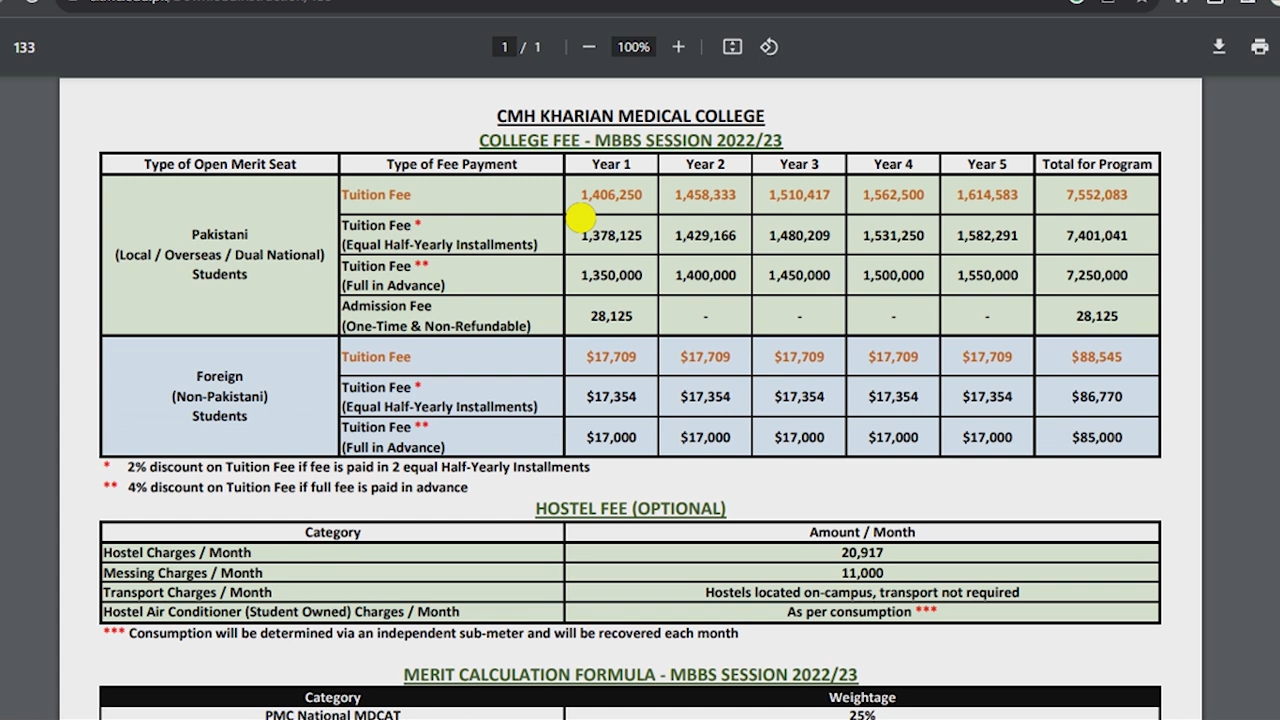 133
1 / 1
100%
CMH KHARIAN MEDICAL COLLEGE
COLLEGE FEE - MBBS SESSION 2022/23
Type of Open Merit Seat Type of Fee Payment Year 1 Year 2 Year 3 Year 4 Year 5 Total for Program
Pakistani
(Local / Overseas / Dual National)
Students
Tuition Fee 1,406,250 1,458,333 1,510,417 1,562,500 1,614,583 7,552,083
Tuition Fee *
(Equal Half-Yearly Installments) 1,378,125 1,429,166 1,480,209 1,531,250 1,582,291 7,401,041
Tuition Fee **
(Full in Advance) 1,350,000 1,400,000 1,450,000 1,500,000 1,550,000 7,250,000
Admission Fee
(One-Time & Non-Refundable) 28,125 - - - - 28,125
Foreign
(Non-Pakistani)
Students
Tuition Fee $17,709 $17,709 $17,709 $17,709 $17,709 $88,545
Tuition Fee *
(Equal Half-Yearly Installments) $17,354 $17,354 $17,354 $17,354 $17,354 $86,770
Tuition Fee **
(Full in Advance) $17,000 $17,000 $17,000 $17,000 $17,000 $85,000
* 2% discount on Tuition Fee if fee is paid in 2 equal Half-Yearly Installments
** 4% discount on Tuition Fee if full fee is paid in advance
HOSTEL FEE (OPTIONAL)
Category Amount / Month
Hostel Charges / Month 20,917
Messing Charges / Month 11,000
Transport Charges / Month Hostels located on-campus, transport not required
Hostel Air Conditioner (Student Owned) Charges / Month As per consumption ***
*** Consumption will be determined via an independent sub-meter and will be recovered each month
MERIT CALCULATION FORMULA - MBBS SESSION 2022/23
Category Weightage
PMC National MDCAT 25%